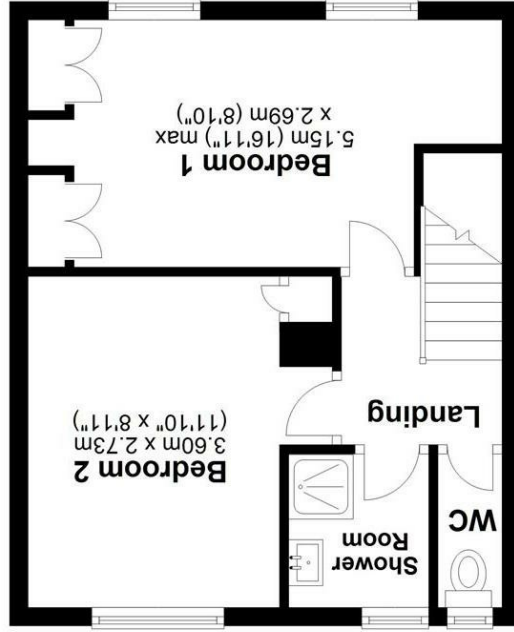 Bedroom 1
5.15m (16'11") max
x 2.69m (8'10")
Bedroom 2
3.60m x 2.73m
(11'10" x 8'11")
Landing
Shower
Room
WC